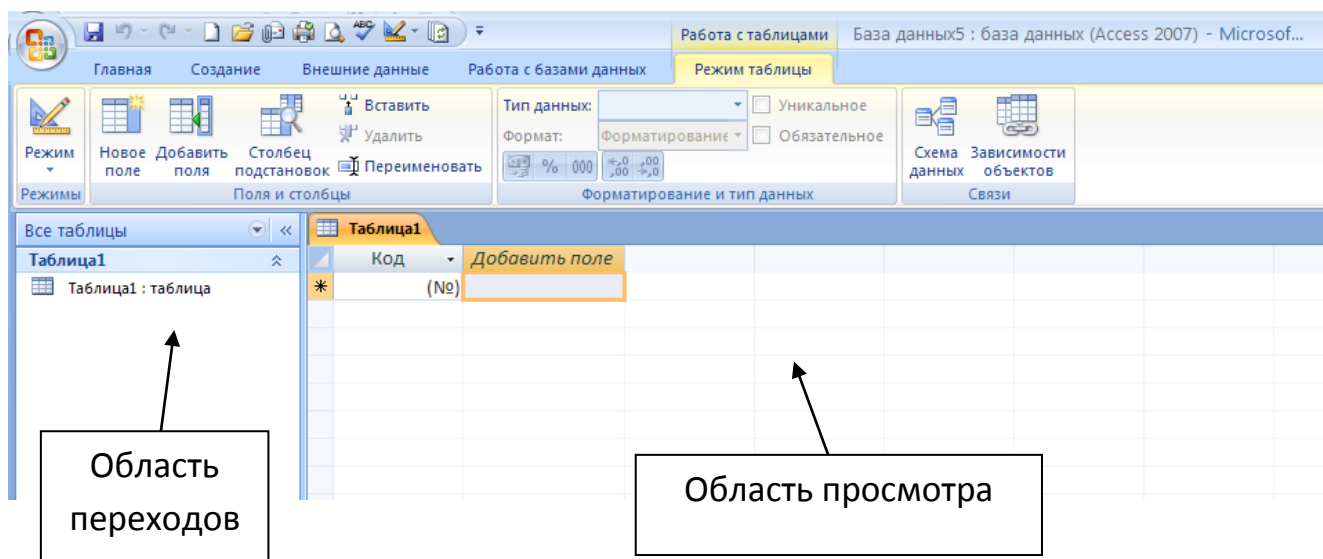 Работа с таблицами База данных5 : база данных (Access 2007) - Microsof...
Главная Создание Внешние данные Работа с базами данных Режим таблицы
Режим
Новое поле
Добавить поля
Столбец подстановок
Вставить
Удалить
Переименовать
Тип данных:
Формат: Форматирование
% 000
Уникальное
Обязательное
Схема данных
Зависимости объектов
Режимы Поля и столбцы Форматирование и тип данных Связи
Все таблицы
Таблица1
Таблица1 : таблица
Таблица1
Код Добавить поле
(№)
Область
переходов
Область просмотра